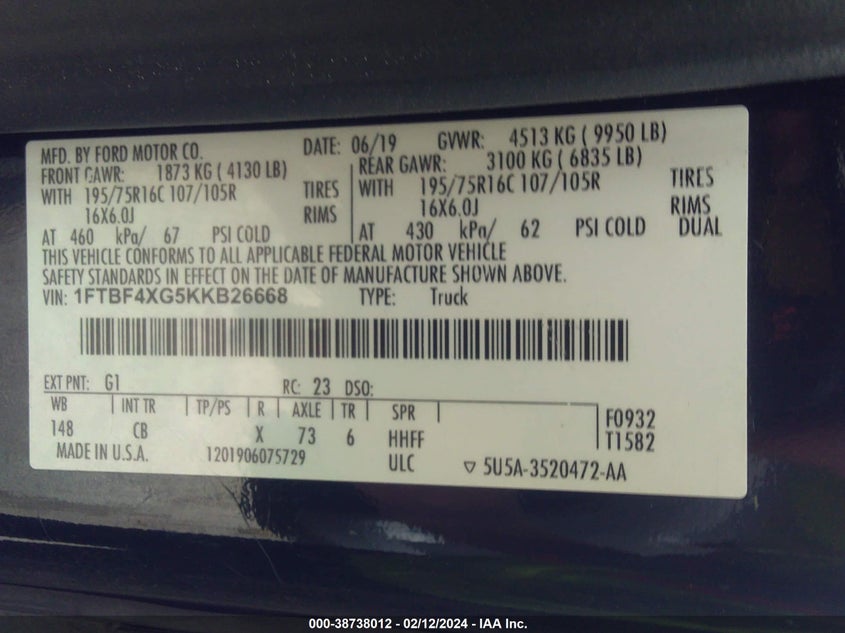 MFD. BY FORD MOTOR CO. DATE: 06/19 GVWR: 4513 KG ( 9950 LB)
FRONT GAWR: 1873 KG ( 4130 LB) REAR GAWR: 3100 KG ( 6835 LB)
WITH 195/75R16C 107/105R TIRES WITH 195/75R16C 107/105R TIRES
16X6.0J RIMS 16X6.0J RIMS
AT 460 kPa/ 67 PSI COLD AT 430 kPa/ 62 PSI COLD DUAL
THIS VEHICLE CONFORMS TO ALL APPLICABLE FEDERAL MOTOR VEHICLE
SAFETY STANDARDS IN EFFECT ON THE DATE OF MANUFACTURE SHOWN ABOVE.
VIN: 1FTBF4XG5KKB26668 TYPE: Truck
EXT PNT: G1 RC: 23 DSO:
WB INT TR TP/PS R AXLE TR SPR F0932
148 CB X 73 6 HHFF T1582
MADE IN U.S.A. 1201906075729 ULC ▽ 5U5A-3520472-AA
000-38738012 - 02/12/2024 - IAA Inc.